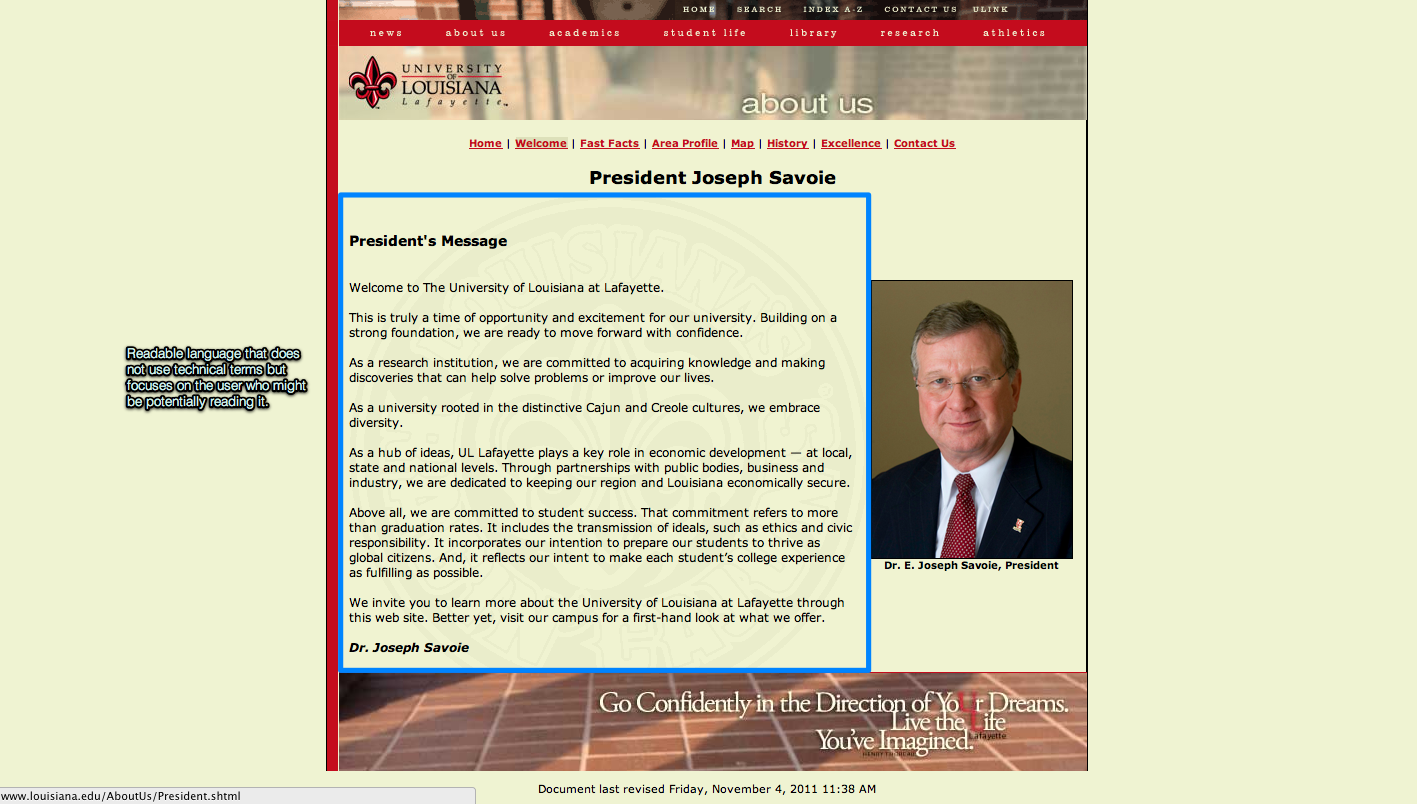 HOME SEARCH INDEX A-Z CONTACT US ULINK
news about us academics student life library research athletics
UNIVERSITY
OF
LOUISIANA
Lafayette™
about us
Home | Welcome | Fast Facts | Area Profile | Map | History | Excellence | Contact Us
President Joseph Savoie
President's Message
Welcome to The University of Louisiana at Lafayette.
This is truly a time of opportunity and excitement for our university. Building on a
strong foundation, we are ready to move forward with confidence.
As a research institution, we are committed to acquiring knowledge and making
discoveries that can help solve problems or improve our lives.
As a university rooted in the distinctive Cajun and Creole cultures, we embrace
diversity.
As a hub of ideas, UL Lafayette plays a key role in economic development — at local,
state and national levels. Through partnerships with public bodies, business and
industry, we are dedicated to keeping our region and Louisiana economically secure.
Above all, we are committed to student success. That commitment refers to more
than graduation rates. It includes the transmission of ideals, such as ethics and civic
responsibility. It incorporates our intention to prepare our students to thrive as
global citizens. And, it reflects our intent to make each student’s college experience
as fulfilling as possible.
We invite you to learn more about the University of Louisiana at Lafayette through
this web site. Better yet, visit our campus for a first-hand look at what we offer.
Dr. Joseph Savoie
Readable language that does
not use technical terms but
focuses on the user who might
be potentially reading it.
Dr. E. Joseph Savoie, President
Go Confidently in the Direction of YoUr Dreams.
Live the Life
Lafayette
You've Imagined.
HENRY THOREAU
Document last revised Friday, November 4, 2011 11:38 AM
www.louisiana.edu/AboutUs/President.shtml